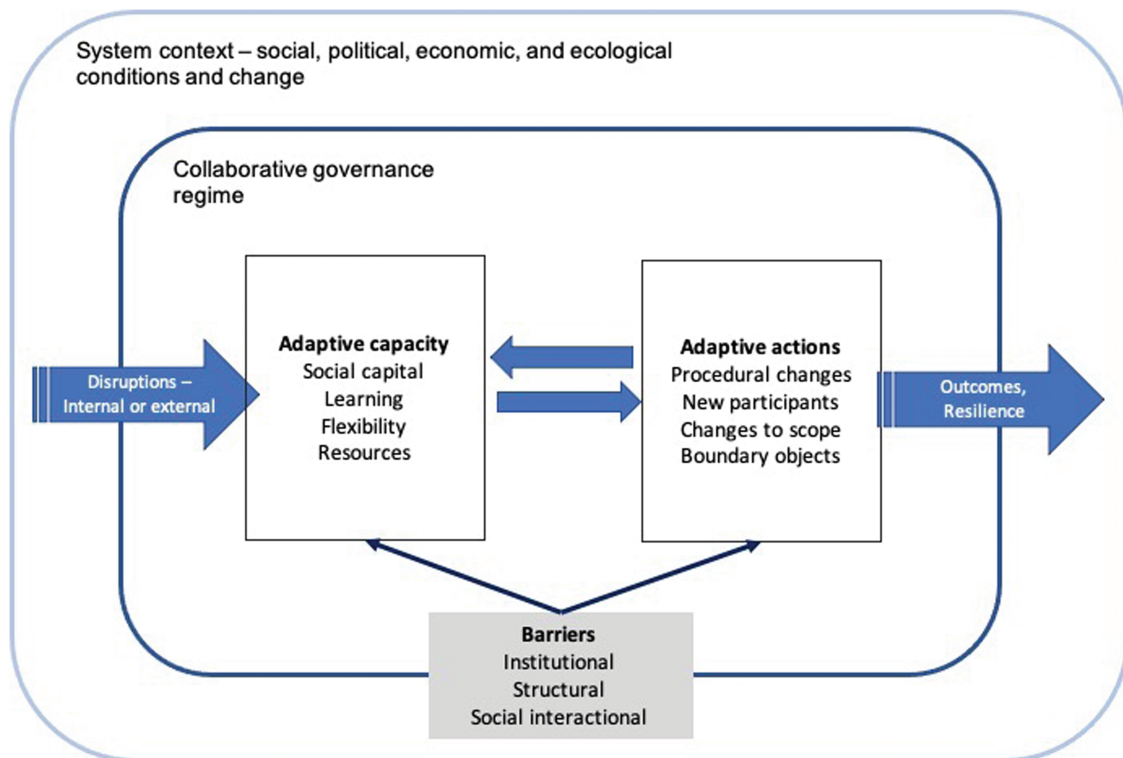 System context – social, political, economic, and ecological
conditions and change
Collaborative governance
regime
Disruptions –
Internal or external
Adaptive capacity
Social capital
Learning
Flexibility
Resources
Adaptive actions
Procedural changes
New participants
Changes to scope
Boundary objects
Outcomes,
Resilience
Barriers
Institutional
Structural
Social interactional